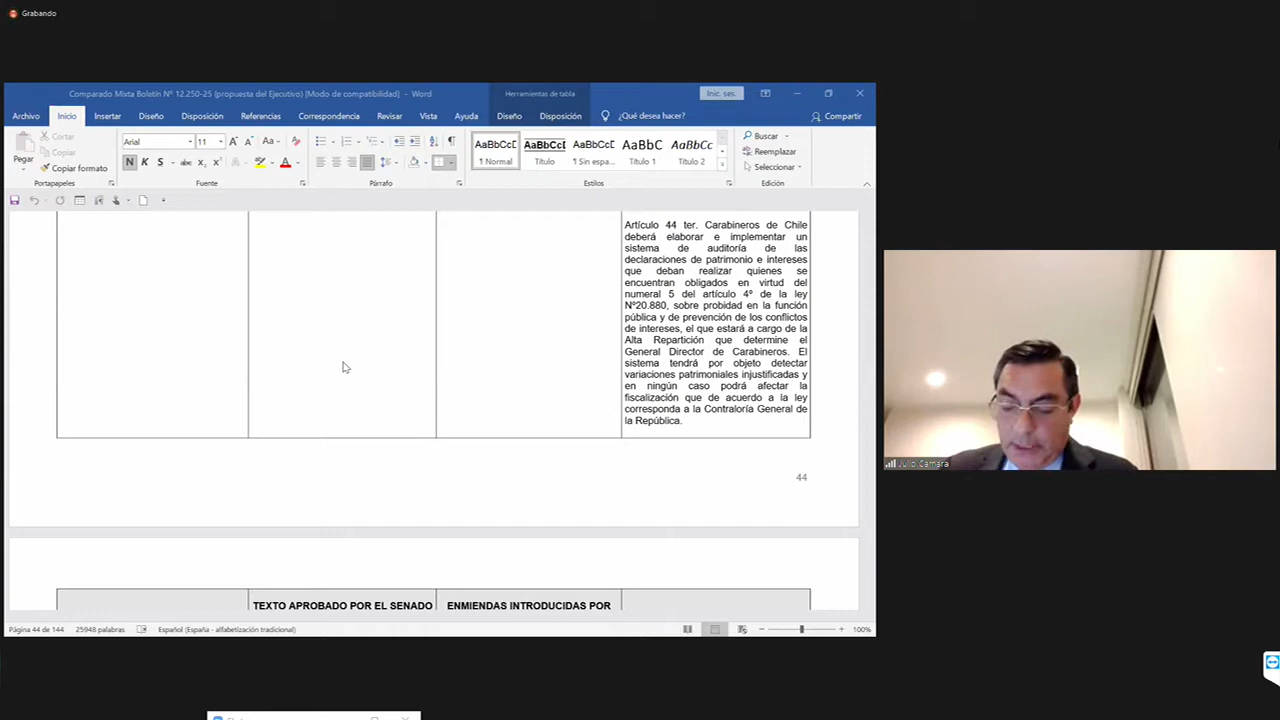 Grabando
Comparado Mixta Boletín Nº 12.250-25 (propuesta del Ejecutivo) [Modo de compatibilidad] - Word
Herramientas de tabla
Inic. ses.
Archivo Inicio Insertar Diseño Disposición Referencias Correspondencia Revisar Vista Ayuda Diseño Disposición ¿Qué desea hacer? Compartir
Pegar
Cortar
Copiar
Copiar formato
Portapapeles
Arial 11
N K S abc x₂ x²
Fuente
Párrafo
AaBbCcD AaBbCcI AaBbCcD AaBbC AaBbCc
¶ Normal Título ¶ Sin espa... Título 1 Título 2
Estilos
Buscar
Reemplazar
Seleccionar
Edición
Artículo 44 ter. Carabineros de Chile
deberá elaborar e implementar un
sistema de auditoría de las
declaraciones de patrimonio e intereses
que deban realizar quienes se
encuentran obligados en virtud del
numeral 5 del artículo 4º de la ley
Nº20.880, sobre probidad en la función
pública y de prevención de los conflictos
de intereses, el que estará a cargo de la
Alta Repartición que determine el
General Director de Carabineros. El
sistema tendrá por objeto detectar
variaciones patrimoniales injustificadas y
en ningún caso podrá afectar la
fiscalización que de acuerdo a la ley
corresponda a la Contraloría General de
la República.
44
TEXTO APROBADO POR EL SENADO
ENMIENDAS INTRODUCIDAS POR
Página 44 de 144 25948 palabras Español (España - alfabetización tradicional) 100%
Julio Camara